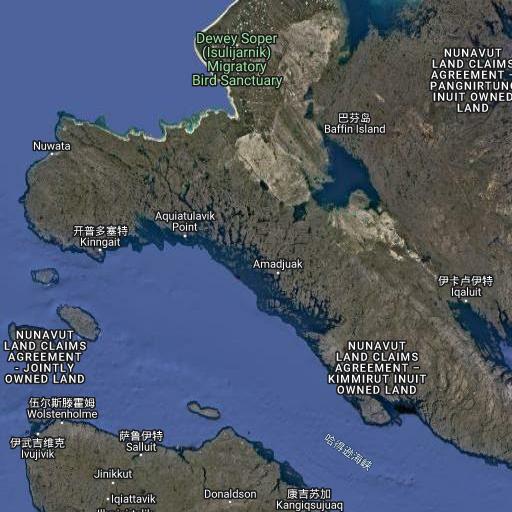 Dewey Soper
(Isulijarnik)
Migratory
Bird Sanctuary
NUNAVUT
LAND CLAIMS
AGREEMENT –
PANGNIRTUNG
INUIT OWNED
LAND
巴芬岛
Baffin Island
Nuwata
Aquiatulavik
Point
开普多塞特
Kinngait
Amadjuak
伊卡卢伊特
Iqaluit
NUNAVUT
LAND CLAIMS
AGREEMENT
- JOINTLY
OWNED LAND
NUNAVUT
LAND CLAIMS
AGREEMENT –
KIMMIRUT INUIT
OWNED LAND
伍尔斯滕霍姆
Wolstenholme
伊武吉维克
Ivujivik
萨鲁伊特
Salluit
哈得逊海峡
Jinikkut
Iqiattavik
Donaldson
康吉苏加
Kangiqsujuaq